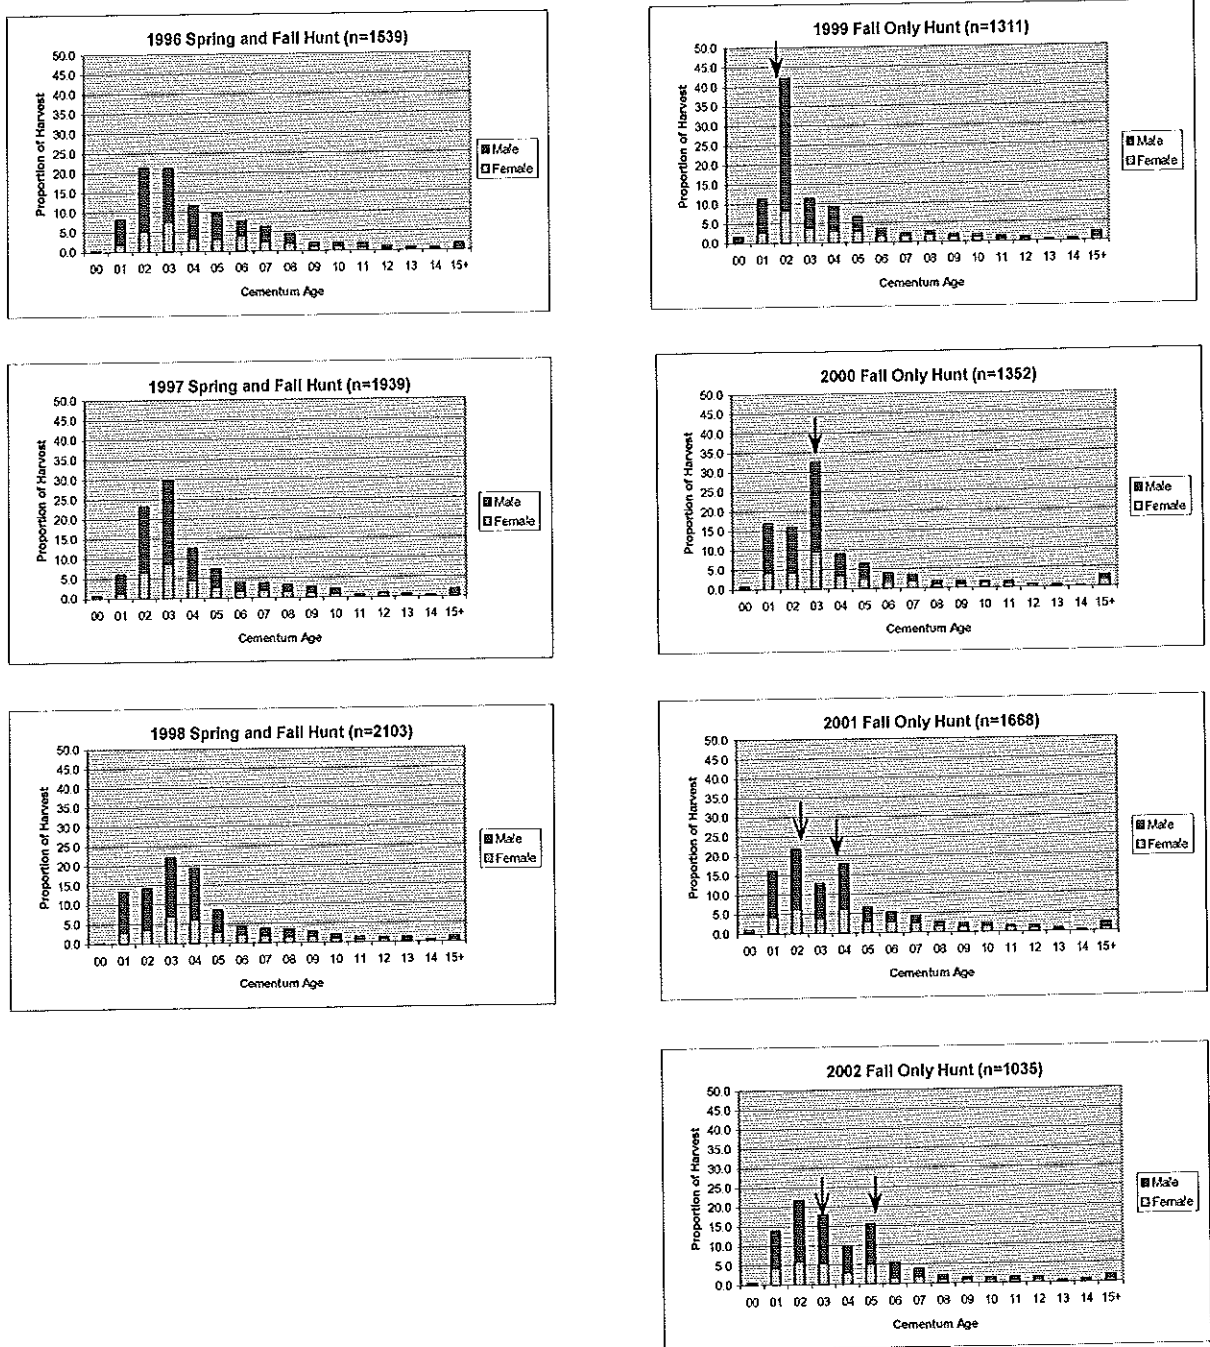 1996 Spring and Fall Hunt (n=1539)
Proportion of Harvest
50.0
45.0
40.0
35.0
30.0
25.0
20.0
15.0
10.0
5.0
0.0
00 01 02 03 04 05 06 07 08 09 10 11 12 13 14 15+
Cementum Age
Male
Female
1997 Spring and Fall Hunt (n=1939)
Proportion of Harvest
50.0
45.0
40.0
35.0
30.0
25.0
20.0
15.0
10.0
5.0
0.0
00 01 02 03 04 05 06 07 08 09 10 11 12 13 14 15+
Cementum Age
Male
Female
1998 Spring and Fall Hunt (n=2103)
Proportion of Harvest
50.0
45.0
40.0
35.0
30.0
25.0
20.0
15.0
10.0
5.0
0.0
00 01 02 03 04 05 06 07 08 09 10 11 12 13 14 15+
Cementum Age
Male
Female
1999 Fall Only Hunt (n=1311)
Proportion of Harvest
50.0
45.0
40.0
35.0
30.0
25.0
20.0
15.0
10.0
5.0
0.0
00 01 02 03 04 05 06 07 08 09 10 11 12 13 14 15+
Cementum Age
Male
Female
2000 Fall Only Hunt (n=1352)
Proportion of Harvest
50.0
45.0
40.0
35.0
30.0
25.0
20.0
15.0
10.0
5.0
0.0
00 01 02 03 04 05 06 07 08 09 10 11 12 13 14 15+
Cementum Age
Male
Female
2001 Fall Only Hunt (n=1668)
Proportion of Harvest
50.0
45.0
40.0
35.0
30.0
25.0
20.0
15.0
10.0
5.0
0.0
00 01 02 03 04 05 06 07 08 09 10 11 12 13 14 15+
Cementum Age
Male
Female
2002 Fall Only Hunt (n=1035)
Proportion of Harvest
50.0
45.0
40.0
35.0
30.0
25.0
20.0
15.0
10.0
5.0
0.0
00 01 02 03 04 05 06 07 08 09 10 11 12 13 14 15+
Cementum Age
Male
Female